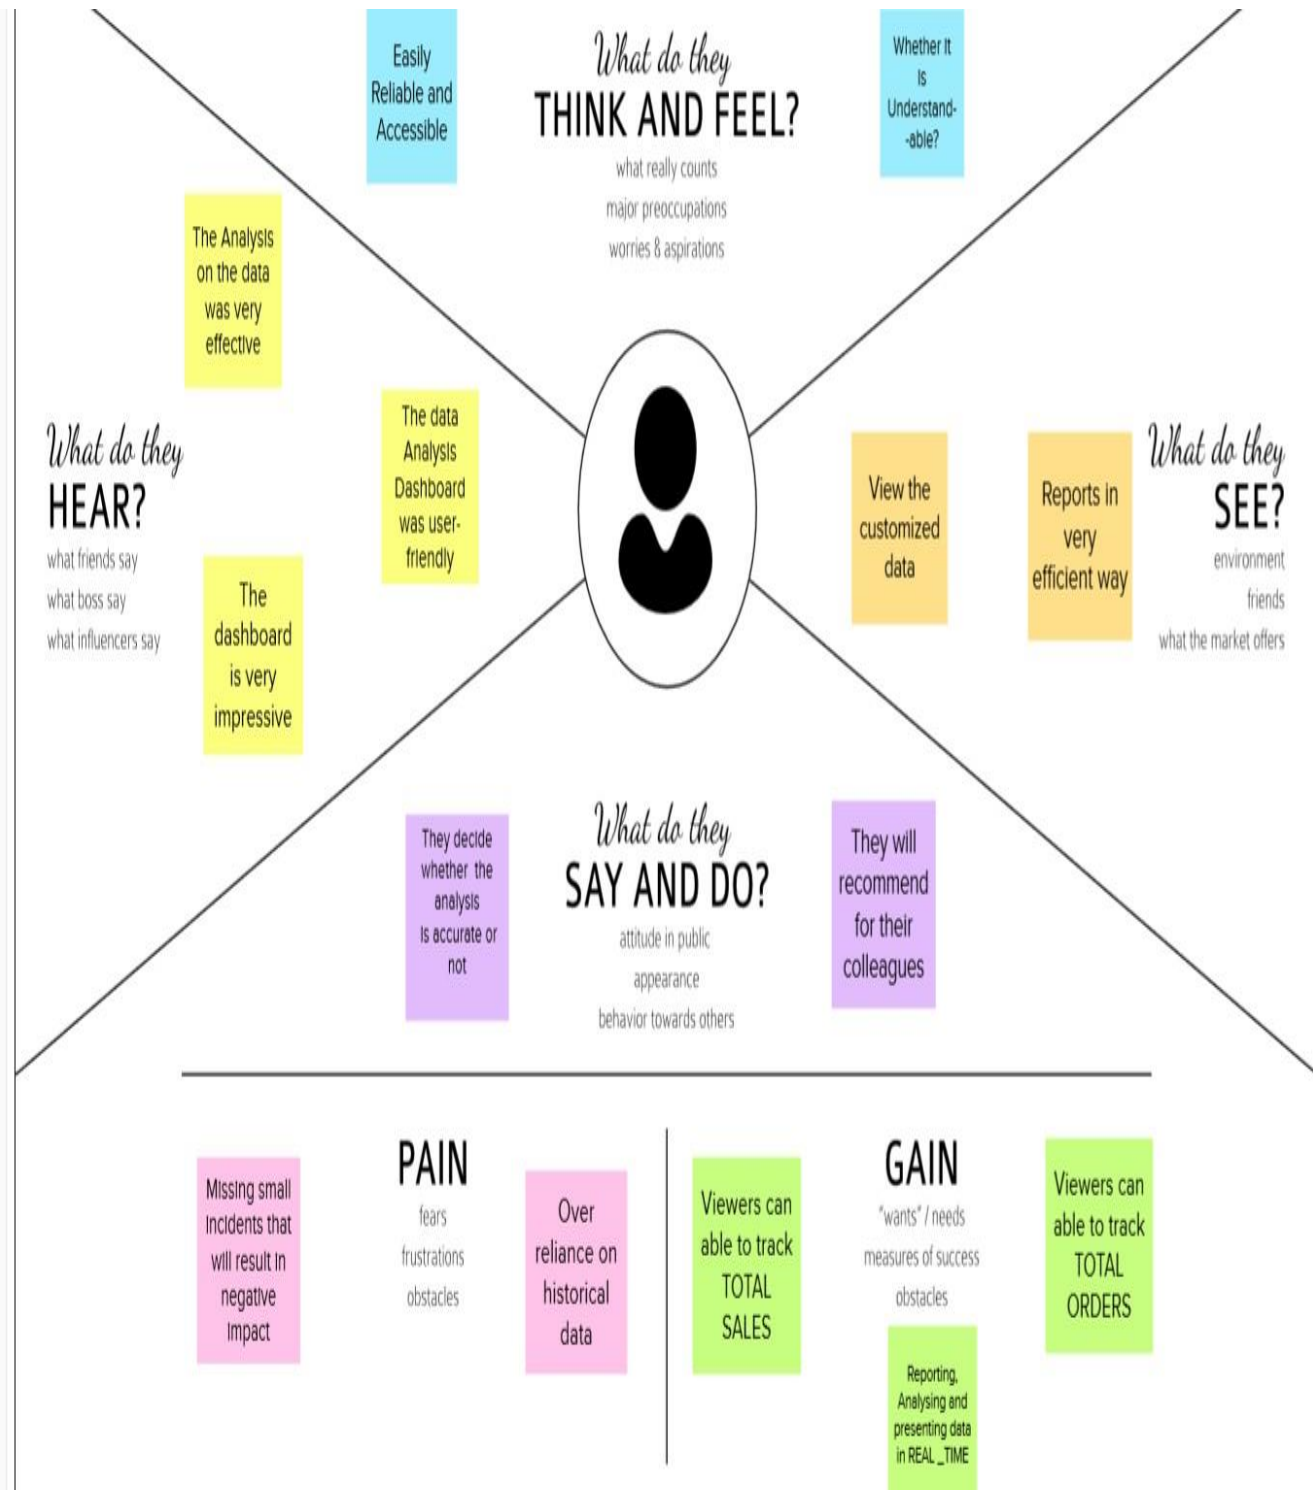 Easily
Reliable and
Accessible
What do they
THINK AND FEEL?
what really counts
major preoccupations
worries & aspirations
Whether It
Is
Understand-
-able?
The Analysis
on the data
was very
effective
The data
Analysis
Dashboard
was user-
friendly
What do they
HEAR?
what friends say
what boss say
what influencers say
The
dashboard
is very
impressive
View the
customized
data
Reports in
very
efficient way
What do they
SEE?
environment
friends
what the market offers
They decide
whether the
analysis
Is accurate or
not
What do they
SAY AND DO?
attitude in public
appearance
behavior towards others
They will
recommend
for their
colleagues
Missing small
Incidents that
will result in
negative
Impact
PAIN
fears
frustrations
obstacles
Over
reliance on
historical
data
Viewers can
able to track
TOTAL
SALES
GAIN
"wants" / needs
measures of success
obstacles
Reporting,
Analysing and
presenting data
in REAL_TIME
Viewers can
able to track
TOTAL
ORDERS